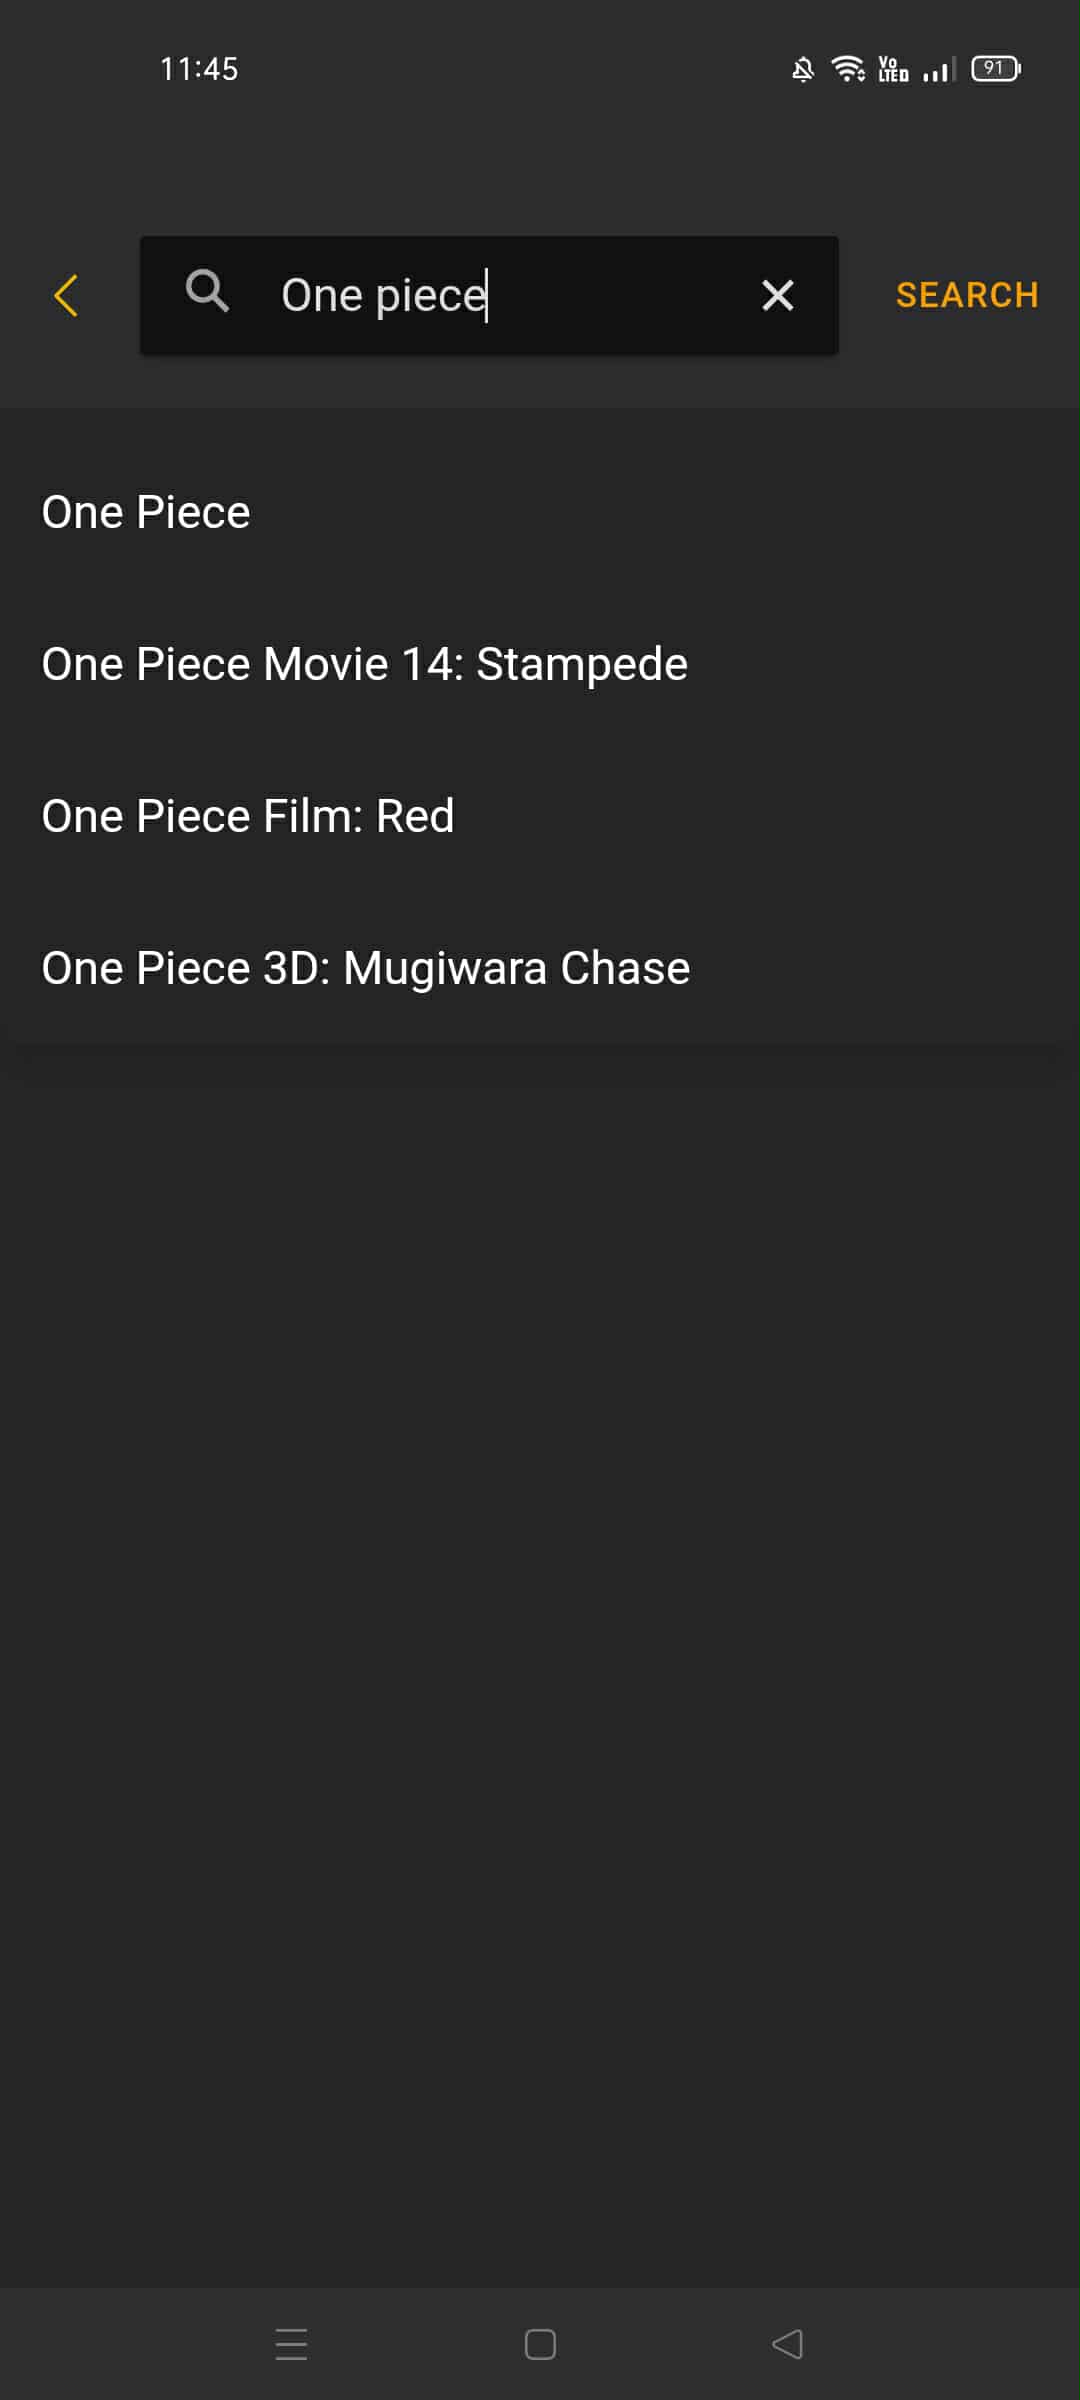 11:45
Vo
LTE D
91
One piece
SEARCH
One Piece
One Piece Movie 14: Stampede
One Piece Film: Red
One Piece 3D: Mugiwara Chase